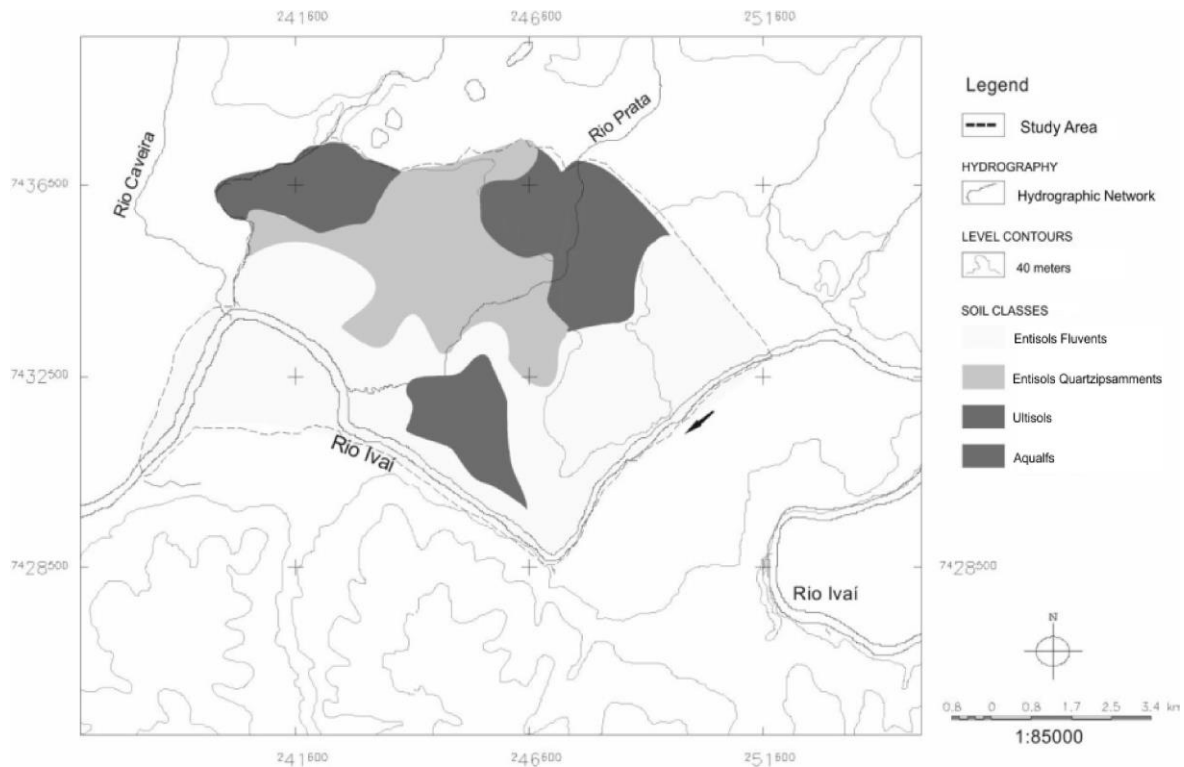 241600 246600 251600
Rio Caveira
Rio Prata
7436500 7436500
7432500 7432500
Rio Ivaí
7428500 7428500
Rio Ivaí
241600 246600 251600
Legend
Study Area
HYDROGRAPHY
Hydrographic Network
LEVEL CONTOURS
40 meters
SOIL CLASSES
Entisols Fluvents
Entisols Quartzipsamments
Ultisols
Aqualfs
N
0.8 0 0.8 1.7 2.5 3.4 km
1:85000